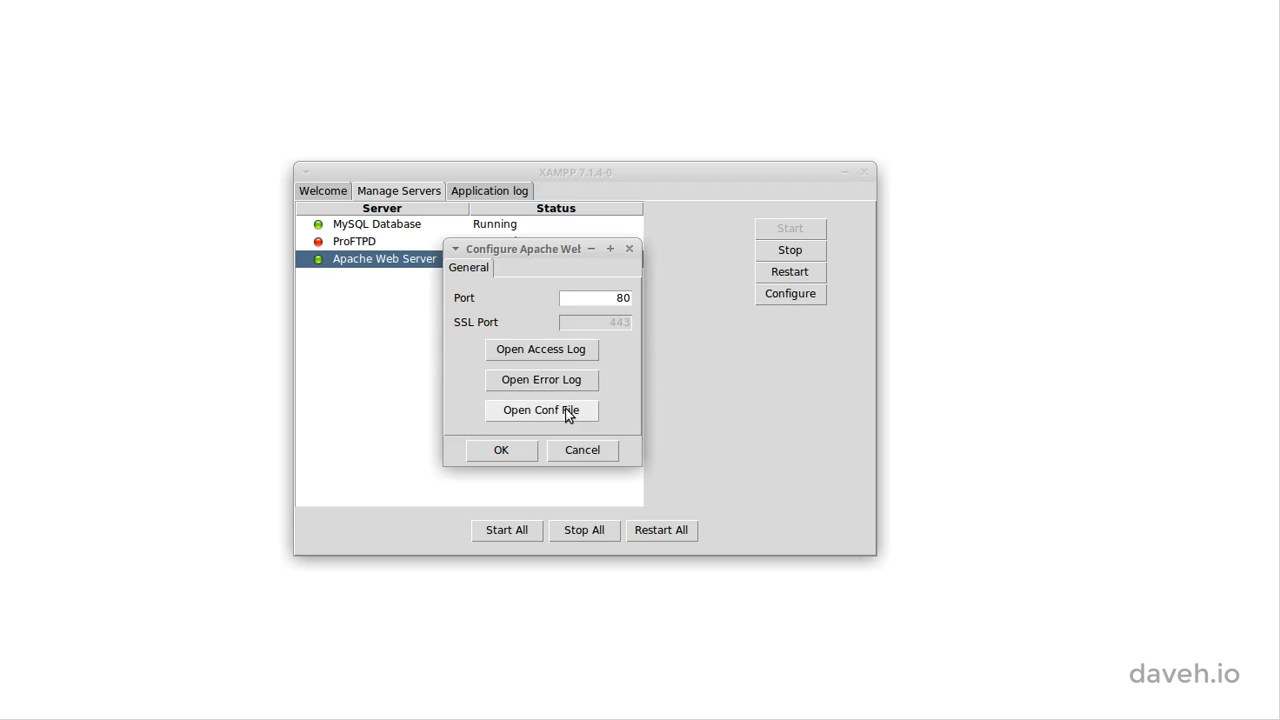 XAMPP 7.1.4-0
Welcome Manage Servers Application log
Server Status
MySQL Database Running
ProFTPD
Apache Web Server
Start
Stop
Restart
Configure
Configure Apache Web
General
Port 80
SSL Port 443
Open Access Log
Open Error Log
Open Conf File
OK Cancel
Start All Stop All Restart All
daveh.io